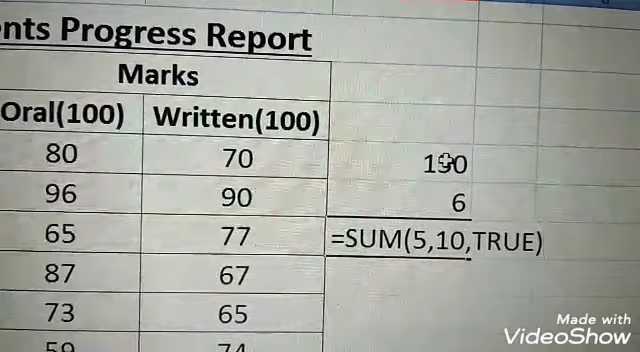 nts Progress Report
Marks
Oral(100) Written(100)
80 70
96 90 6
65 77 =SUM(5,10,TRUE)
87 67
73 65
59 74
Made with
VideoShow